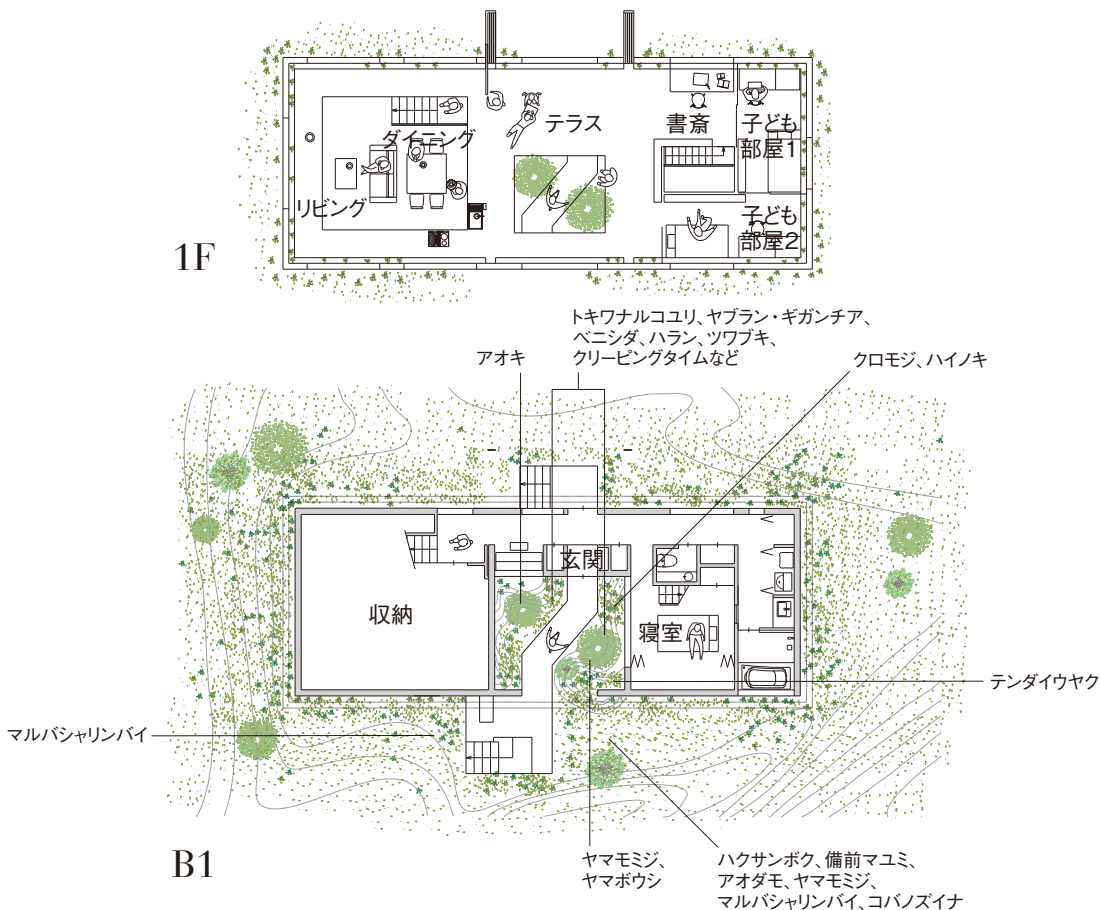 ダイニング
テラス
書斎
子ども
部屋1
リビング
子ども
部屋2
1F
トキワナルコユリ、ヤブラン・ギガンチア、
ベニシダ、ハラン、ツワブキ、
クリーピングタイムなど
アオキ
クロモジ、ハイノキ
玄関
収納
寝室
テンダイウヤク
マルバシャリンバイ
B1
ヤマモミジ、
ヤマボウシ
ハクサンボク、備前マユミ、
アオダモ、ヤマモミジ、
マルバシャリンバイ、コバノズイナ